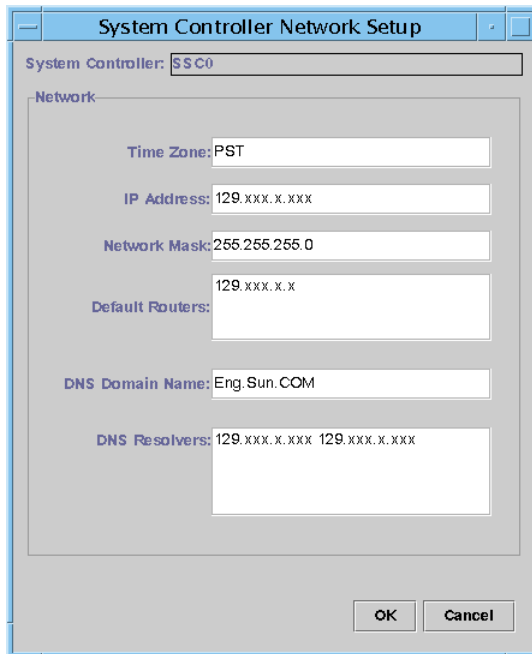 System Controller Network Setup
System Controller: SSC0
Network
Time Zone: PST
IP Address: 129.xxx.x.xxx
Network Mask: 255.255.255.0
Default Routers: 129.xxx.x.x
DNS Domain Name: Eng.Sun.COM
DNS Resolvers: 129.xxx.x.xxx 129.xxx.x.xxx
OK Cancel